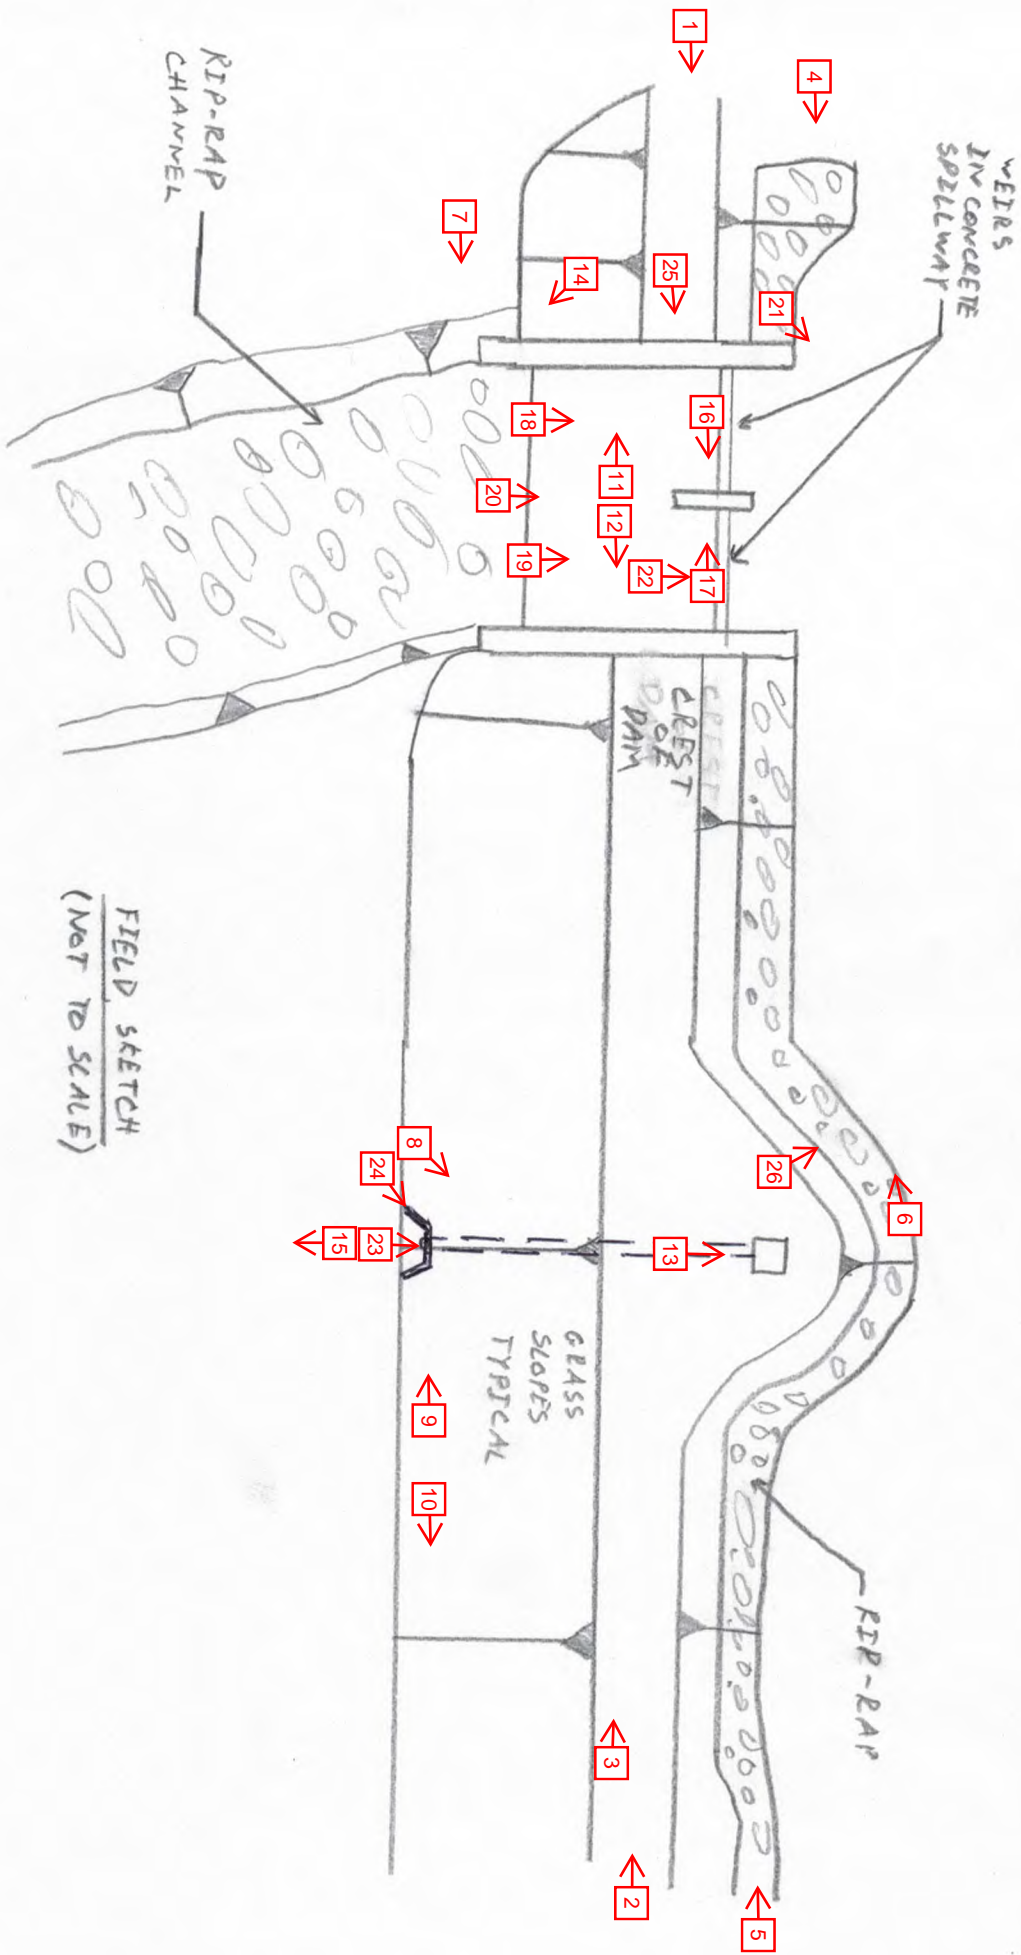 WEIRS
IN CONCRETE
SPILLWAY
6
RIP-RAP
4
21
26
5
1
16
17
CREST
OF
DAM
25
13
22
2
11
12
3
14
GRASS
SLOPES
TYPICAL
18
19
20
7
9
10
8
24
23
15
RIP-RAP
CHANNEL
FIELD SKETCH
(NOT TO SCALE)